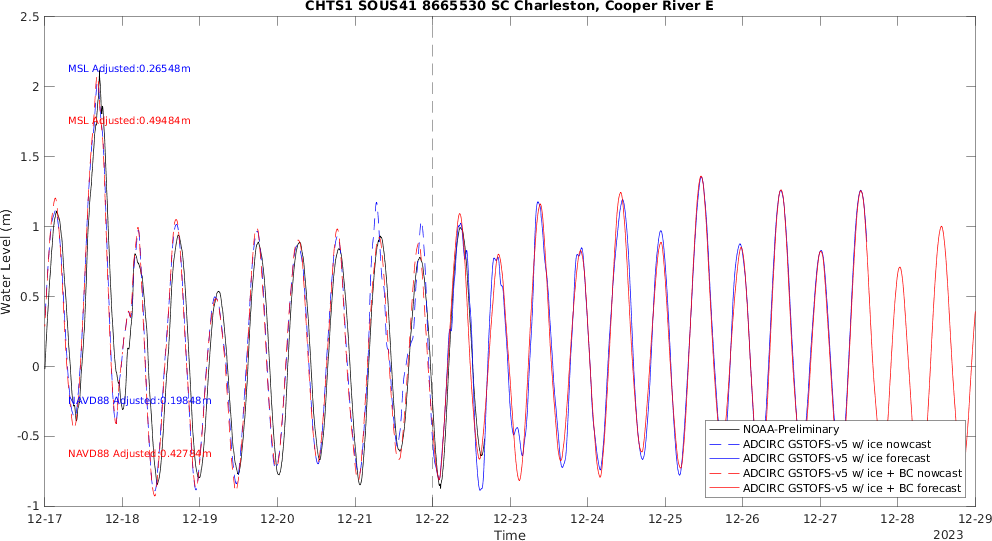 CHTS1 SOUS41 8665530 SC Charleston, Cooper River E
2.5
2
1.5
1
0.5
0
-0.5
-1
Water Level (m)
MSL Adjusted:0.26548m
MSL Adjusted:0.49484m
NAVD88 Adjusted:0.19848m
NAVD88 Adjusted:0.42784m
NOAA-Preliminary
ADCIRC GSTOFS-v5 w/ ice nowcast
ADCIRC GSTOFS-v5 w/ ice forecast
ADCIRC GSTOFS-v5 w/ ice + BC nowcast
ADCIRC GSTOFS-v5 w/ ice + BC forecast
12-17 12-18 12-19 12-20 12-21 12-22 12-23 12-24 12-25 12-26 12-27 12-28 12-29
Time
2023